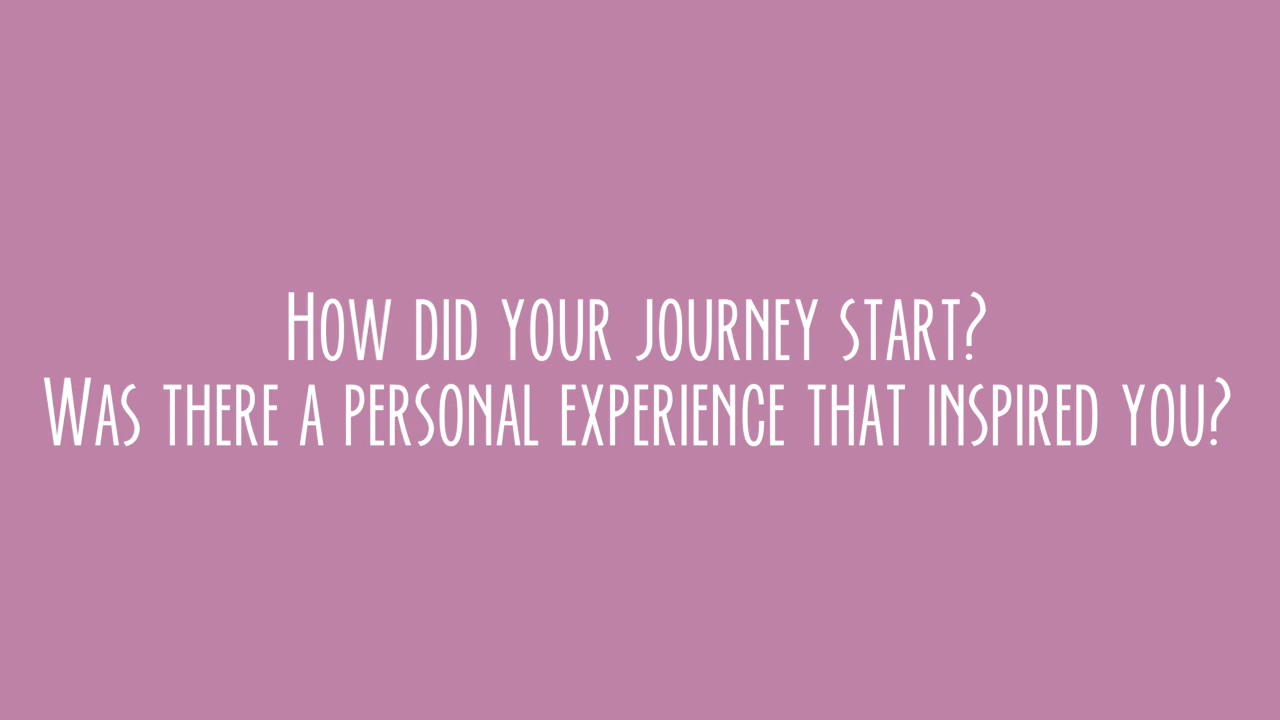 How did your journey start?
Was there a personal experience that inspired you?